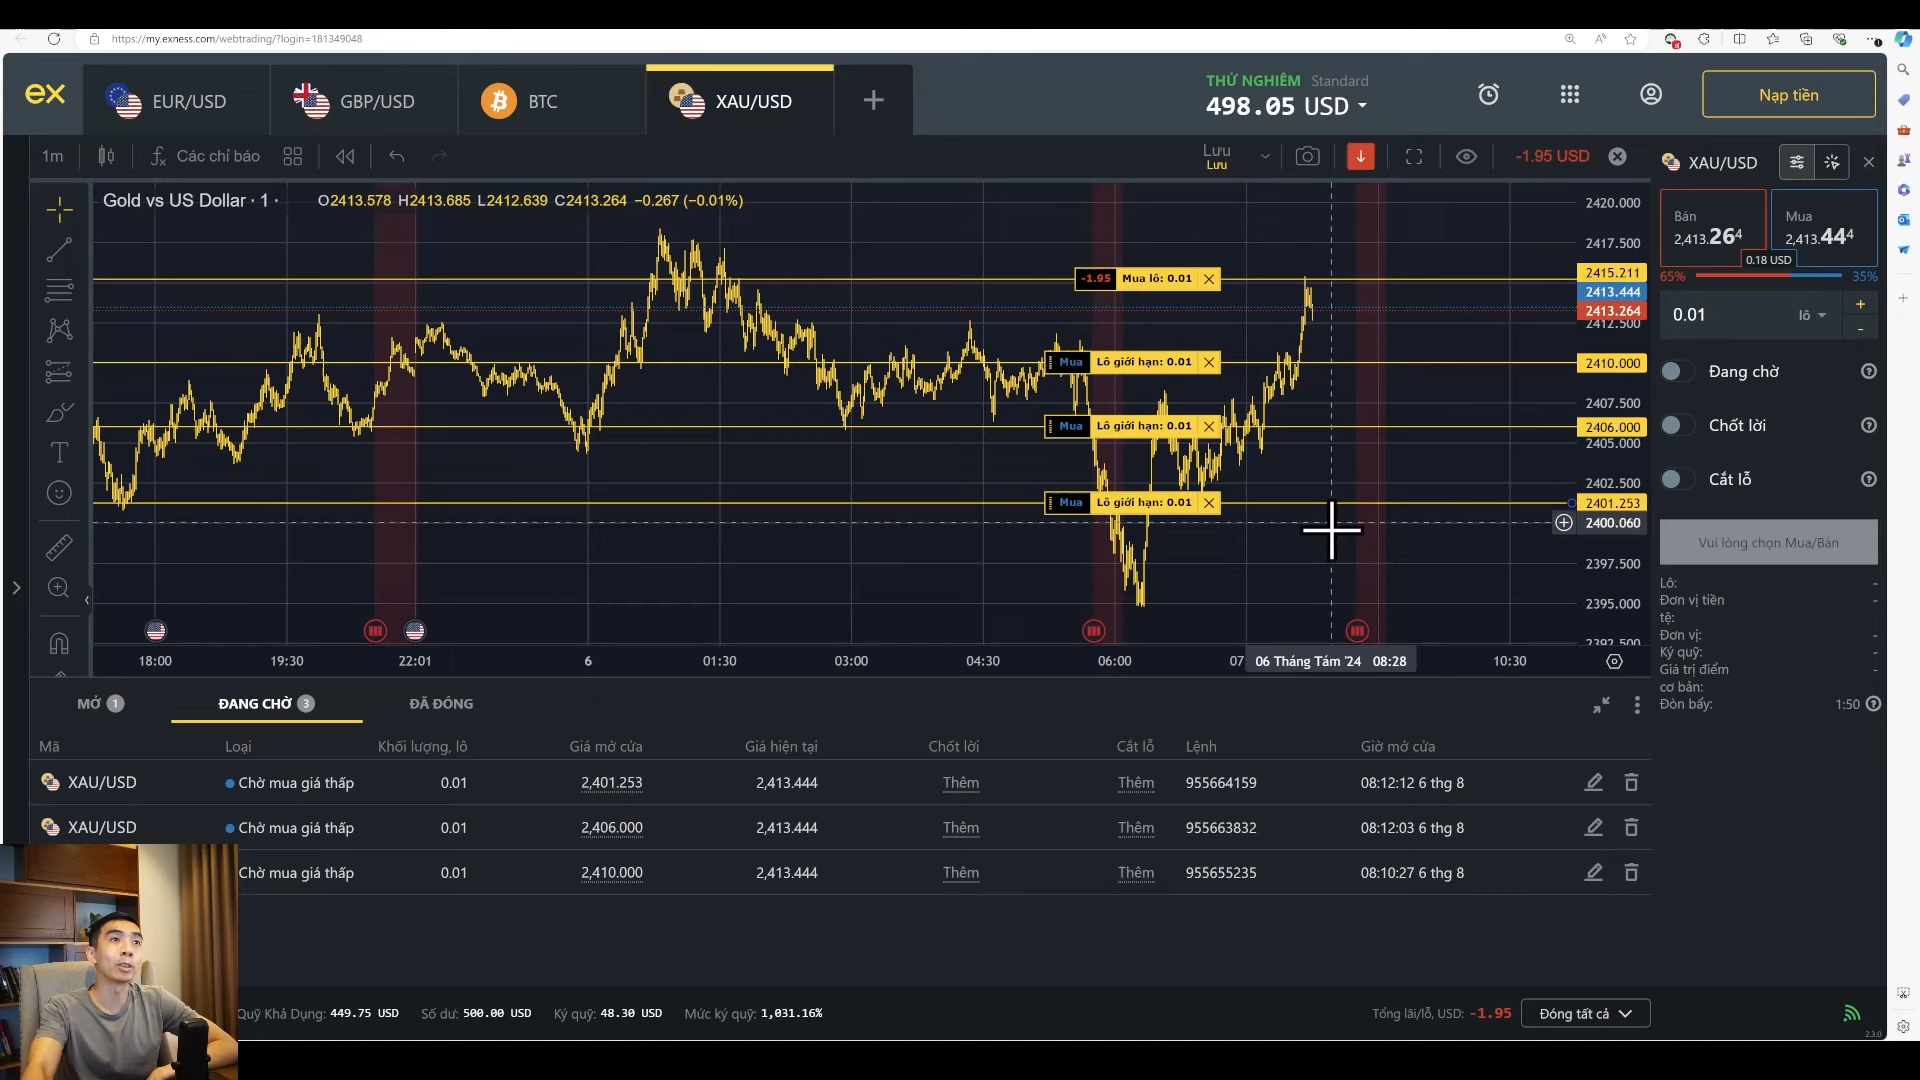 https://my.exness.com/webtrading/?login=181349048
ex
EUR/USD
GBP/USD
BTC
XAU/USD
THỬ NGHIỆM Standard
498.05 USD
Nạp tiền
1m
Các chỉ báo
Lưu
Lưu
-1.95 USD
XAU/USD
Gold vs US Dollar · 1 ·
O2413.578 H2413.685 L2412.639 C2413.264 −0.267 (−0.01%)
Bán
2,413.264
Mua
2,413.444
0.18 USD
65%
35%
0.01
lô
Đang chờ
Chốt lời
Cắt lỗ
Vui lòng chọn Mua/Bán
Lô: -
Đơn vị tiền tệ: -
Đơn vị: -
Ký quỹ: -
Giá trị điểm cơ bản: -
Đòn bẩy: 1:50
-1.95 Mua lô: 0.01
Mua Lô giới hạn: 0.01
Mua Lô giới hạn: 0.01
Mua Lô giới hạn: 0.01
2420.000
2417.500
2415.211
2413.444
2413.264
2412.500
2410.000
2407.500
2406.000
2405.000
2402.500
2401.253
2400.060
2397.500
2395.000
2392.500
18:00
19:30
22:01
6
01:30
03:00
04:30
06:00
07
06 Tháng Tám '24 08:28
10:30
MỞ 1
ĐANG CHỜ 3
ĐÃ ĐÓNG
Mã Loại Khối lượng, lô Giá mở cửa Giá hiện tại Chốt lời Cắt lỗ Lệnh Giờ mở cửa
XAU/USD Chờ mua giá thấp 0.01 2,401.253 2,413.444 Thêm Thêm 955664159 08:12:12 6 thg 8
XAU/USD Chờ mua giá thấp 0.01 2,406.000 2,413.444 Thêm Thêm 955663832 08:12:03 6 thg 8
Chờ mua giá thấp 0.01 2,410.000 2,413.444 Thêm Thêm 955655235 08:10:27 6 thg 8
Quỹ Khả Dụng: 449.75 USD Số dư: 500.00 USD Ký quỹ: 48.30 USD Mức ký quỹ: 1,031.16%
Tổng lãi/lỗ, USD: -1.95
Đóng tất cả
2.3.0